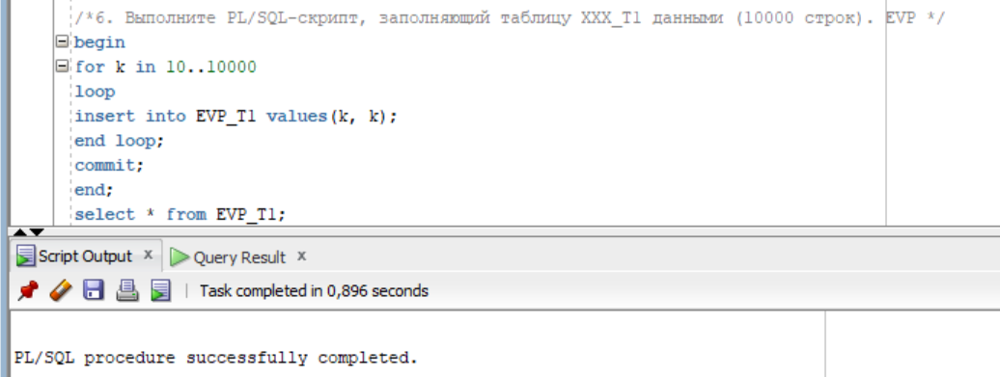 /*6. Выполните PL/SQL-скрипт, заполняющий таблицу XXX_T1 данными (10000 строк). EVP */
begin
for k in 10..10000
loop
insert into EVP_T1 values(k, k);
end loop;
commit;
end;
select * from EVP_T1;
Script Output x Query Result x
Task completed in 0,896 seconds
PL/SQL procedure successfully completed.